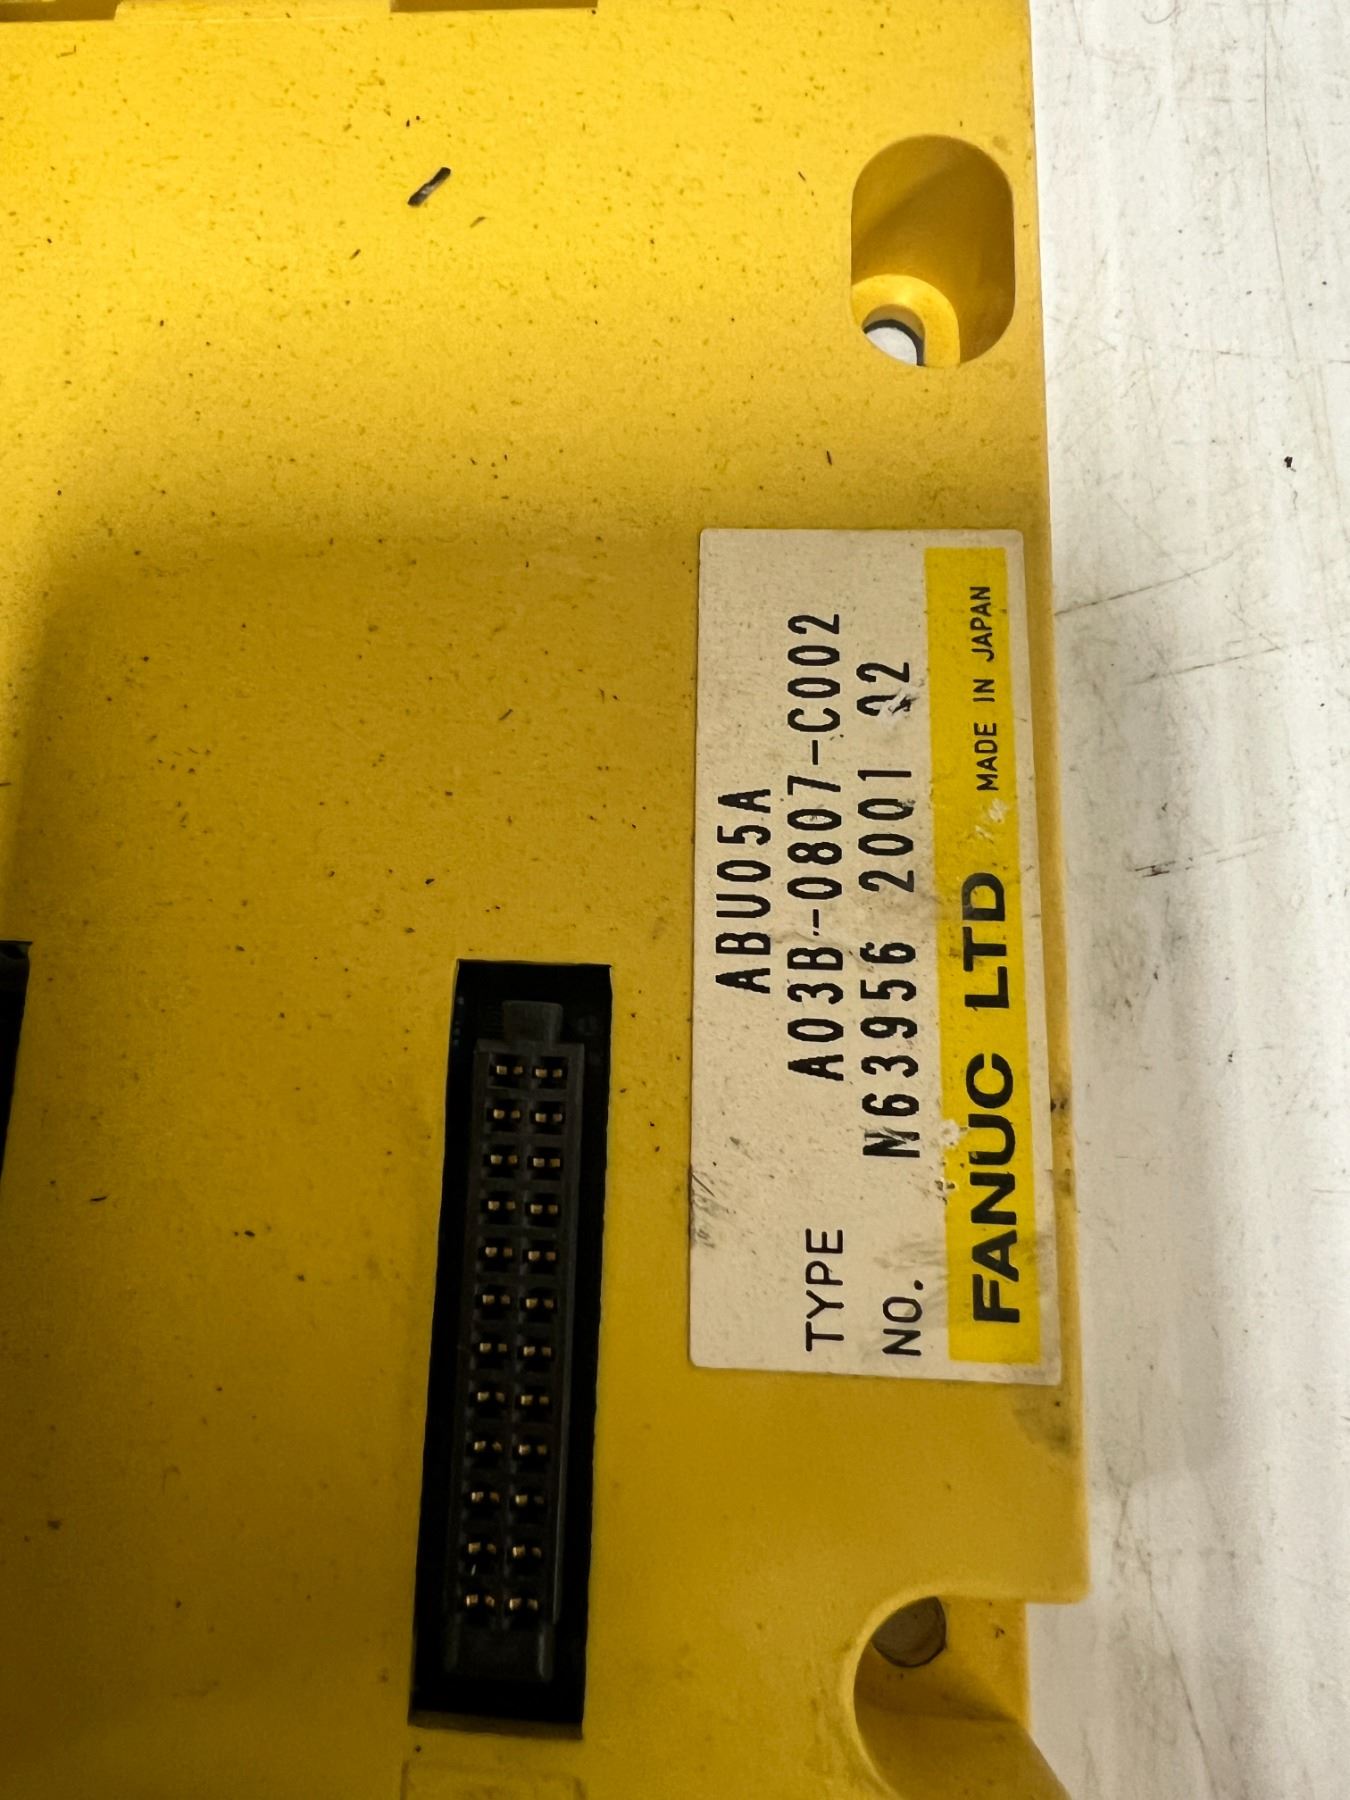 ABU05A
TYPE A03B-0807-C002
NO. N63956 2001
FANUC LTD MADE IN JAPAN